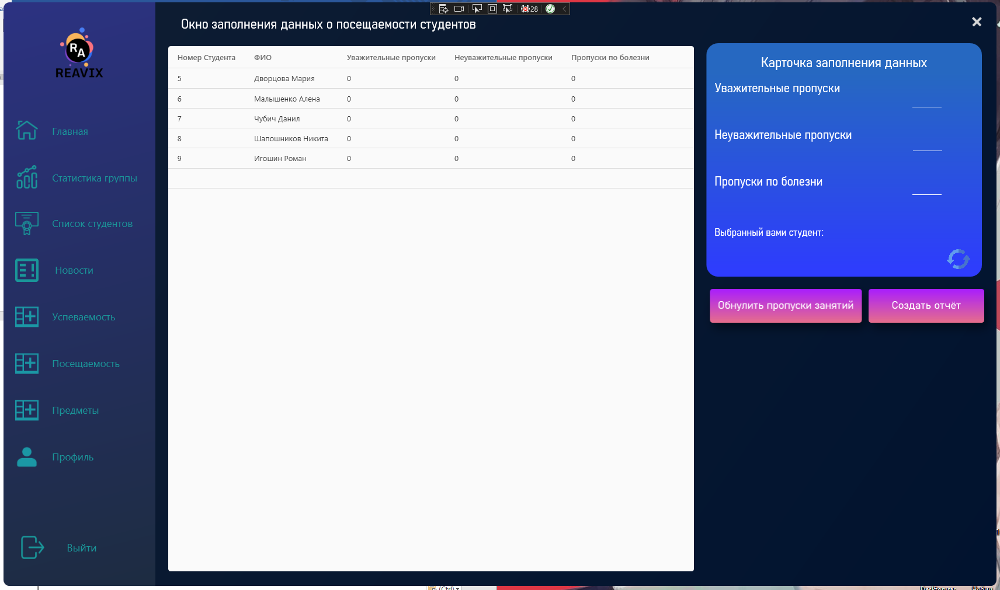 28
Окно заполнения данных о посещаемости студентов
RA
REAVIX
Главная
Статистика группы
Список студентов
Новости
Успеваемость
Посещаемость
Предметы
Профиль
Выйти
Номер Студента ФИО Уважительные пропуски Неуважительные пропуски Пропуски по болезни
5 Дворцова Мария 0 0 0
6 Малышенко Алена 0 0 0
7 Чубич Данил 0 0 0
8 Шапошников Никита 0 0 0
9 Игошин Роман 0 0 0
Карточка заполнения данных
Уважительные пропуски
Неуважительные пропуски
Пропуски по болезни
Выбранный вами студент:
Обнулить пропуски занятий
Создать отчёт
(Ctrl)